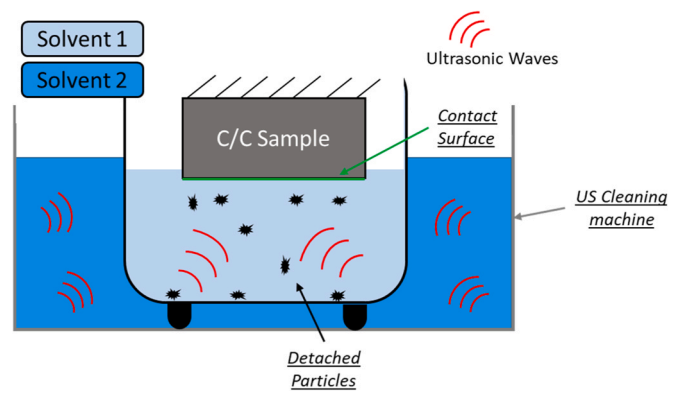 Solvent 1
Solvent 2
Ultrasonic Waves
C/C Sample
Contact
Surface
US Cleaning
machine
Detached
Particles